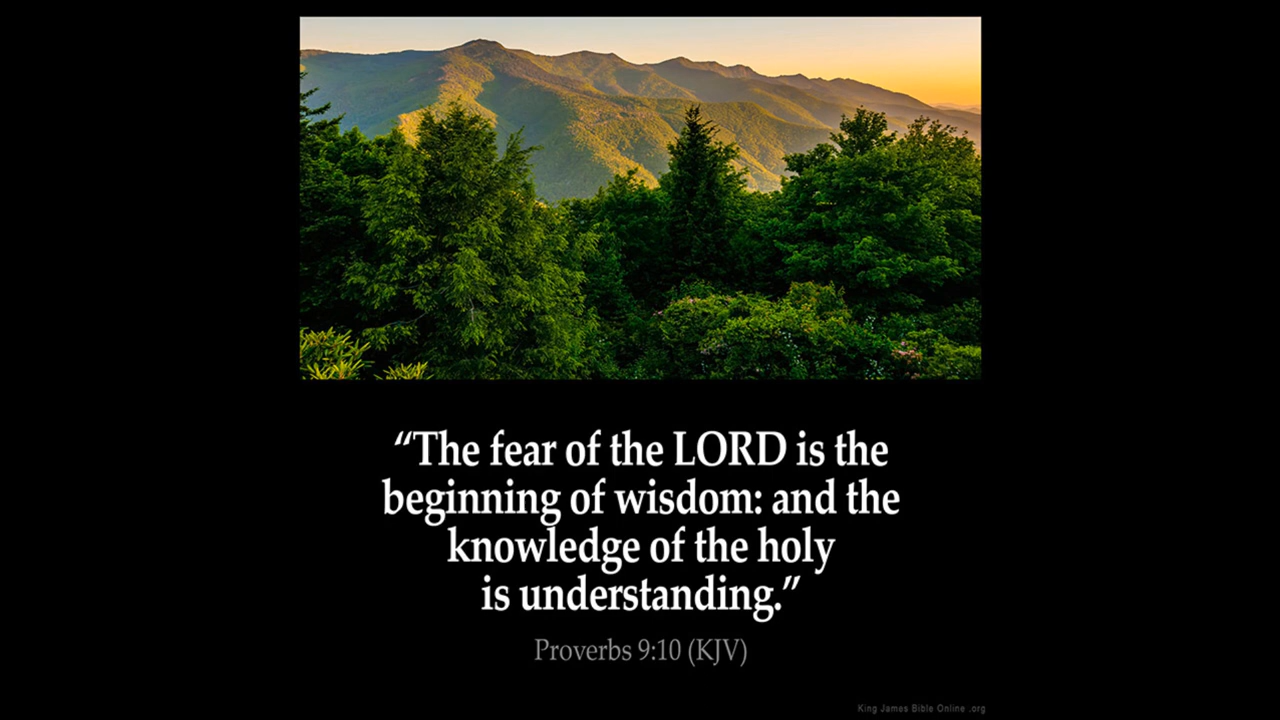 “The fear of the LORD is the
beginning of wisdom: and the
knowledge of the holy
is understanding.”
Proverbs 9:10 (KJV)
King James Bible Online .org